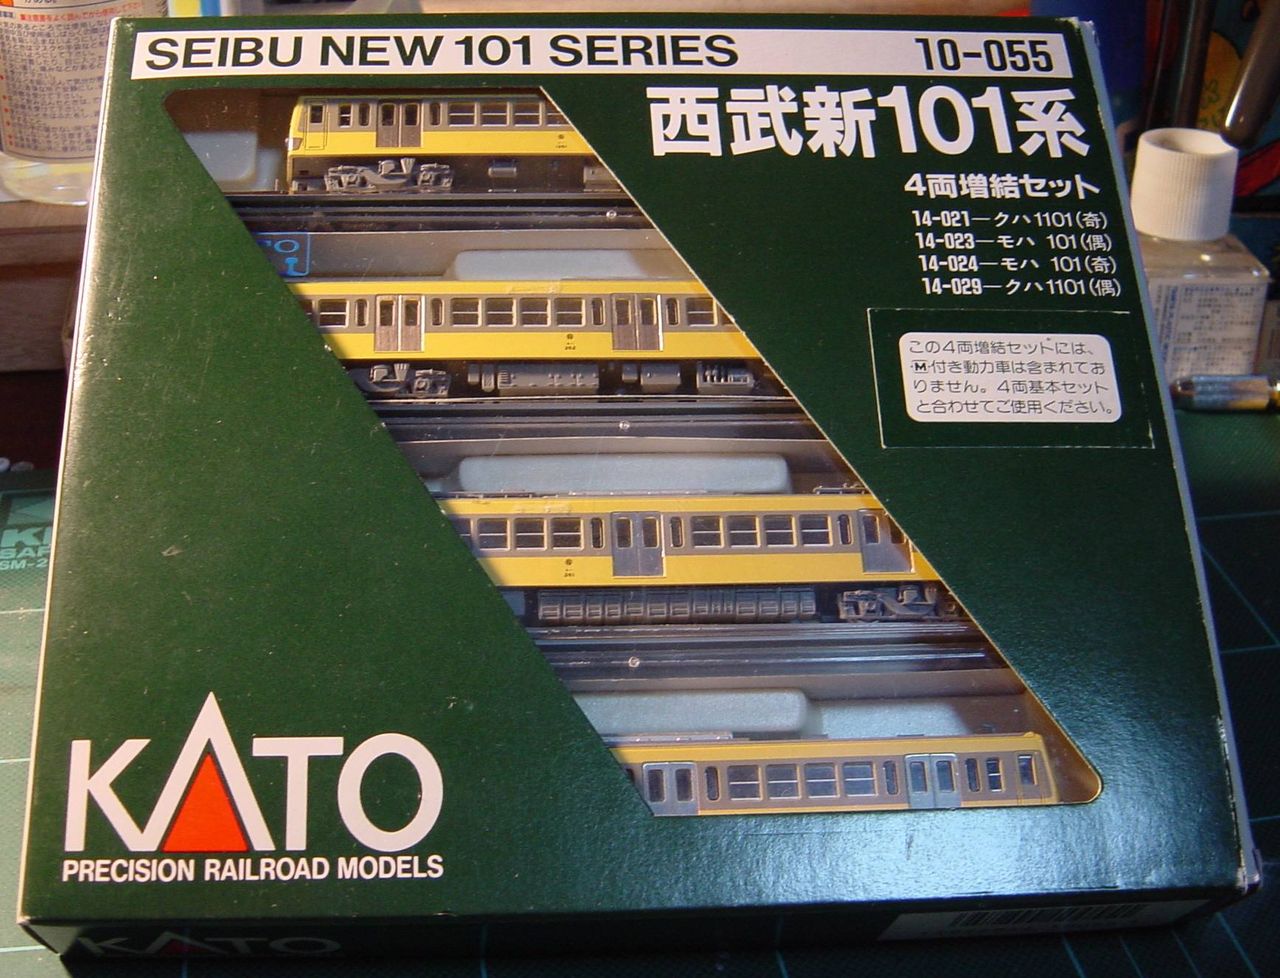 SEIBU NEW 101 SERIES 10-055
西武新101系
4両増結セット
14-021―クハ1101(奇)
14-023―モハ 101(偶)
14-024―モハ 101(奇)
14-029―クハ1101(偶)
この4両増結セットには、
M付き動力車は含まれてお
りません。4両基本セット
と合わせてご使用ください。
KATO
PRECISION RAILROAD MODELS
KATO